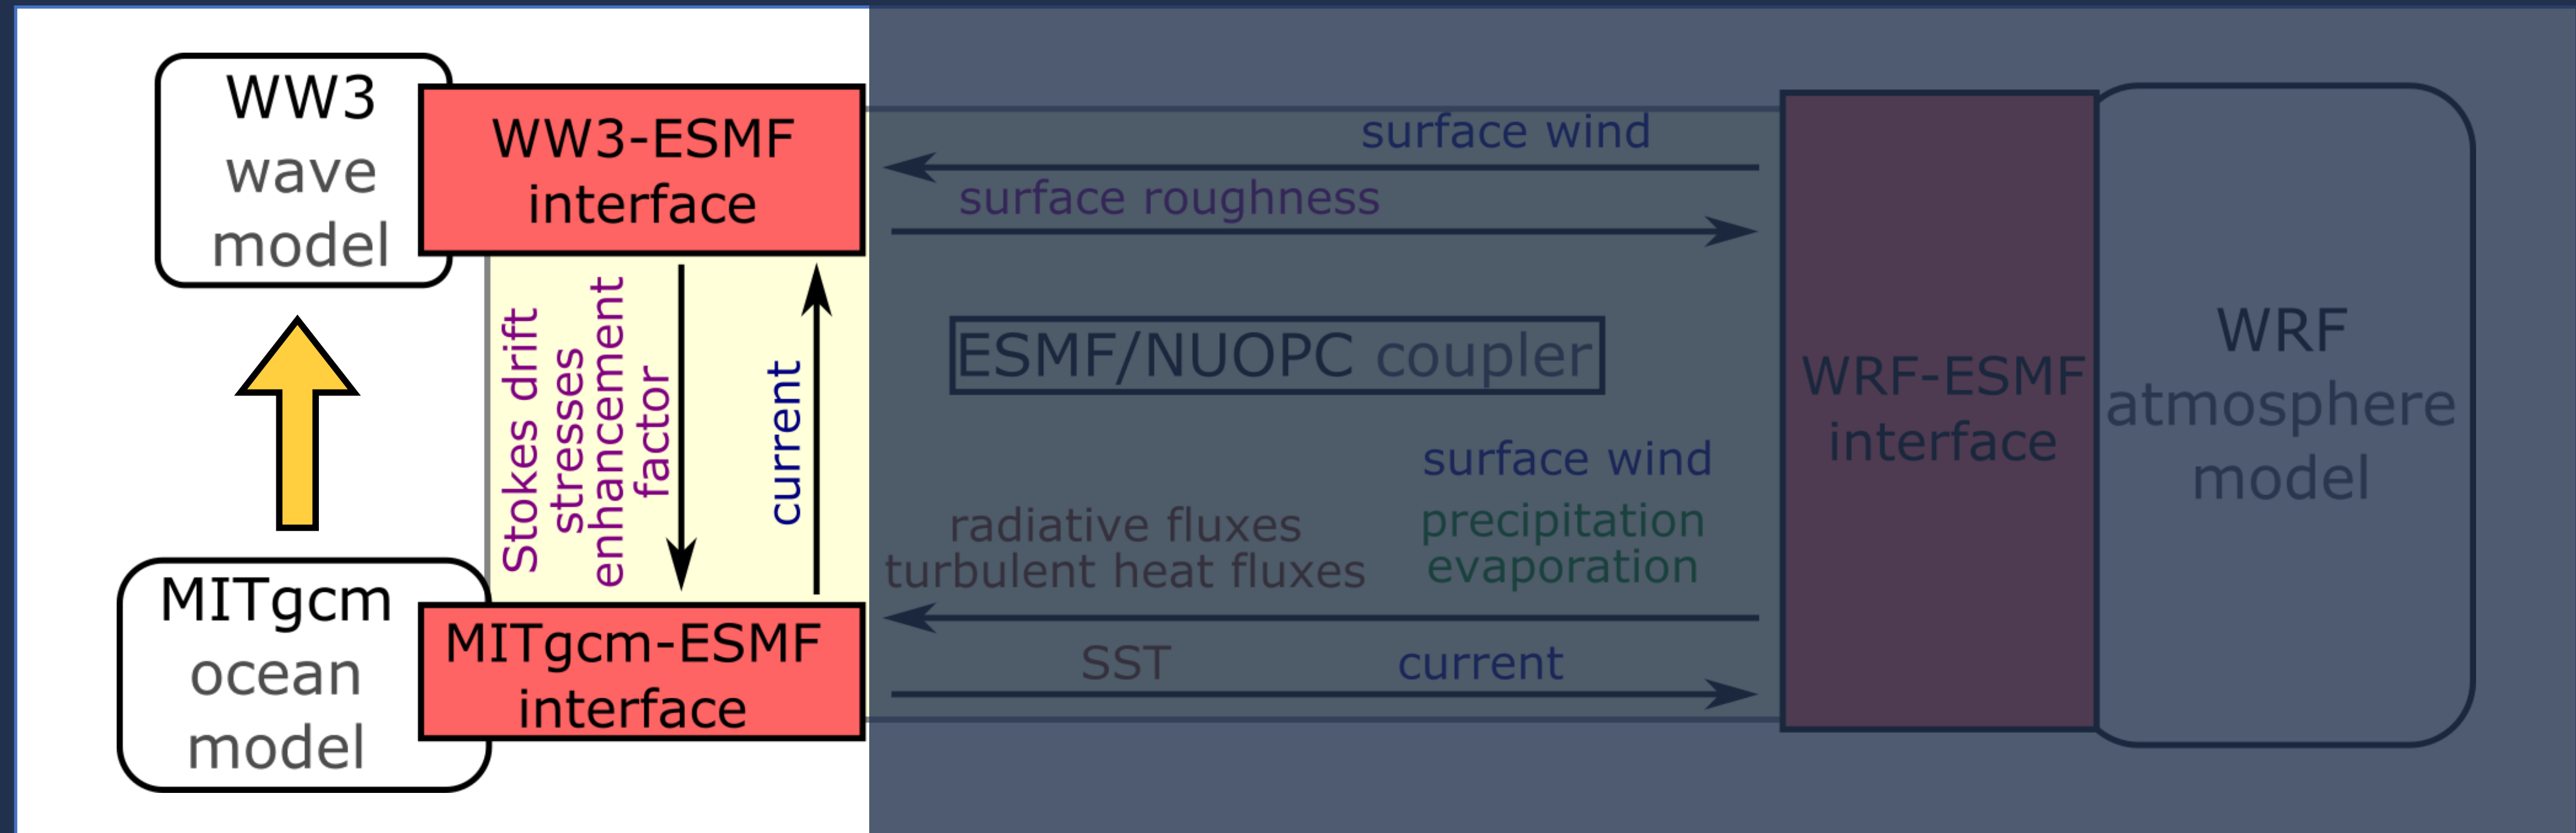 WW3
wave
model
WW3-ESMF
interface
surface wind
surface roughness
Stokes drift
stresses
enhancement
factor
current
ESMF/NUOPC coupler
WRF-ESMF
interface
WRF
atmosphere
model
MITgcm
ocean
model
MITgcm-ESMF
interface
radiative fluxes
turbulent heat fluxes
surface wind
precipitation
evaporation
SST
current